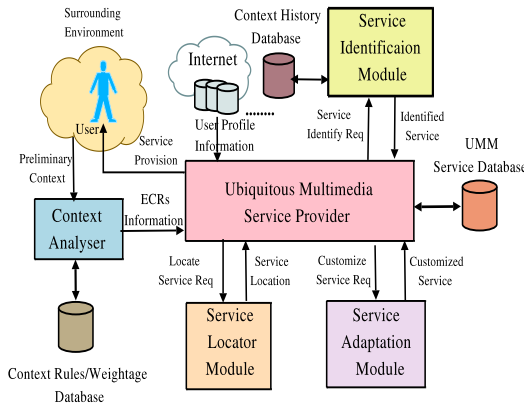 Surrounding
Environment
User
Internet
Context History
Database
Service
Identificaion
Module
User Profile
Information
Service
Identify Req
Identified
Service
UMM
Service Database
Preliminary
Context
Service
Provision
Context
Analyser
ECRs
Information
Ubiquitous Multimedia
Service Provider
Locate
Service Req
Service
Location
Customize
Service Req
Customized
Service
Service
Locator
Module
Service
Adaptation
Module
Context Rules/Weightage
Database